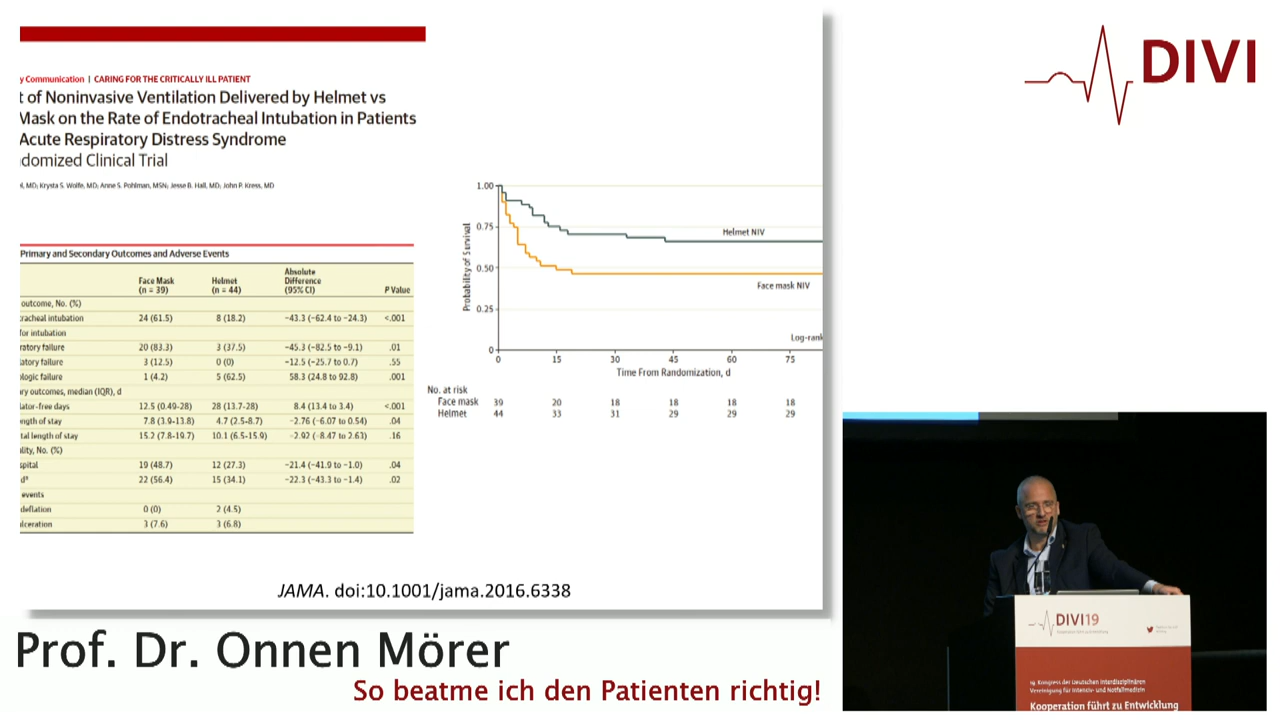 DIVI
y Communication | CARING FOR THE CRITICALLY ILL PATIENT
t of Noninvasive Ventilation Delivered by Helmet vs
Mask on the Rate of Endotracheal Intubation in Patients
Acute Respiratory Distress Syndrome
domized Clinical Trial
l, MD; Krysta S. Wolfe, MD; Anne S. Pohlman, MSN; Jesse B. Hall, MD; John P. Kress, MD
Primary and Secondary Outcomes and Adverse Events
Face Mask (n = 39) Helmet (n = 44) Absolute Difference (95% CI) P Value
outcome, No. (%)
racheal intubation 24 (61.5) 8 (18.2) −43.3 (−62.4 to −24.3) <.001
for intubation
ratory failure 20 (83.3) 3 (37.5) −45.3 (−82.5 to −9.1) .01
latory failure 3 (12.5) 0 (0) −12.5 (−25.7 to 0.7) .55
ologic failure 1 (4.2) 5 (62.5) 58.3 (24.8 to 92.8) .001
ry outcomes, median (IQR), d
lator-free days 12.5 (0.49-28) 28 (13.7-28) 8.4 (13.4 to 3.4) <.001
ength of stay 7.8 (3.9-13.8) 4.7 (2.5-8.7) −2.76 (−6.07 to 0.54) .04
tal length of stay 15.2 (7.8-19.7) 10.1 (6.5-15.9) −2.92 (−8.47 to 2.63) .16
ality, No. (%)
spital 19 (48.7) 12 (27.3) −21.4 (−41.9 to −1.0) .04
dª 22 (56.4) 15 (34.1) −22.3 (−43.3 to −1.4) .02
events
deflation 0 (0) 2 (4.5)
lceration 3 (7.6) 3 (6.8)
Probability of Survival
1.00
0.75
0.50
0.25
0
Helmet NIV
Face mask NIV
Log-rank
0 15 30 45 60 75
Time From Randomization, d
No. at risk
Face mask 39 20 18 18 18 18
Helmet 44 33 31 29 29 29
JAMA. doi:10.1001/jama.2016.6338
Prof. Dr. Onnen Mörer
So beatme ich den Patienten richtig!
DIVI19
19. Kongress der Deutschen Interdisziplinären
Vereinigung für Intensiv- und Notfallmedizin
Kooperation führt zu Entwicklung